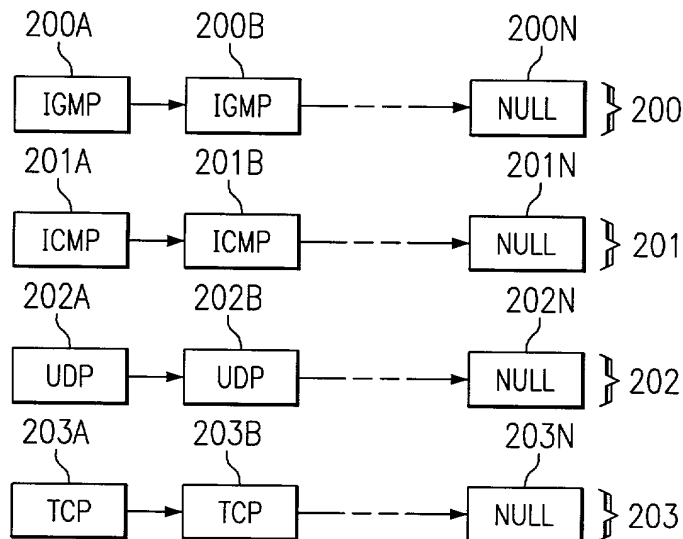 200A 200B 200N
IGMP IGMP NULL 200
201A 201B 201N
ICMP ICMP NULL 201
202A 202B 202N
UDP UDP NULL 202
203A 203B 203N
TCP TCP NULL 203